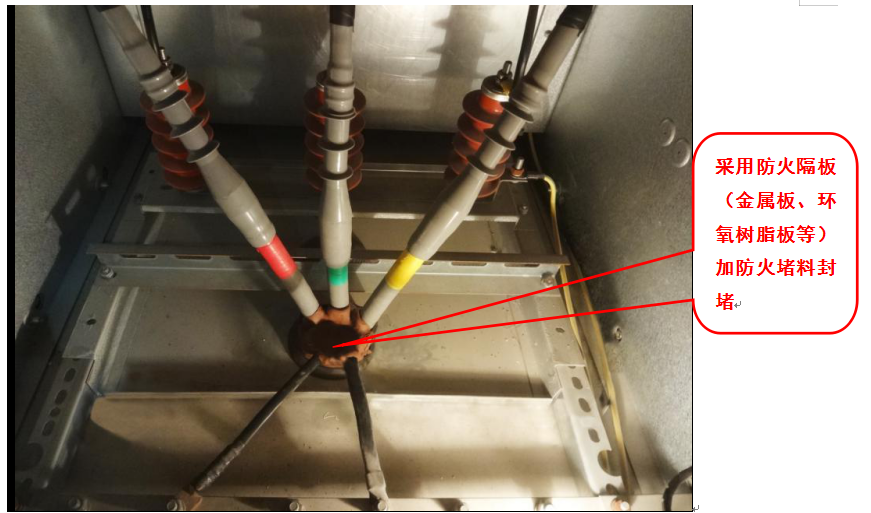 采用防火隔板
（金属板、环
氧树脂板等）
加防火堵料封
堵